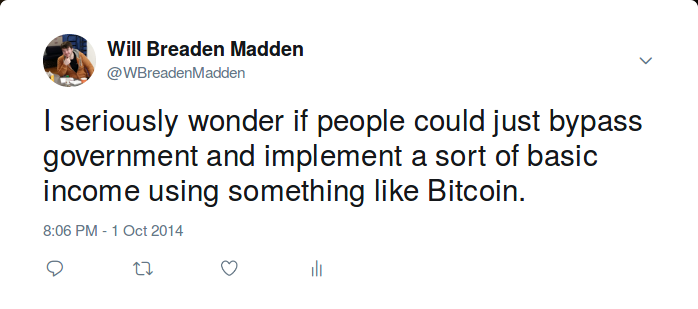 Will Breaden Madden
@WBreadenMadden
I seriously wonder if people could just bypass
government and implement a sort of basic
income using something like Bitcoin.
8:06 PM - 1 Oct 2014